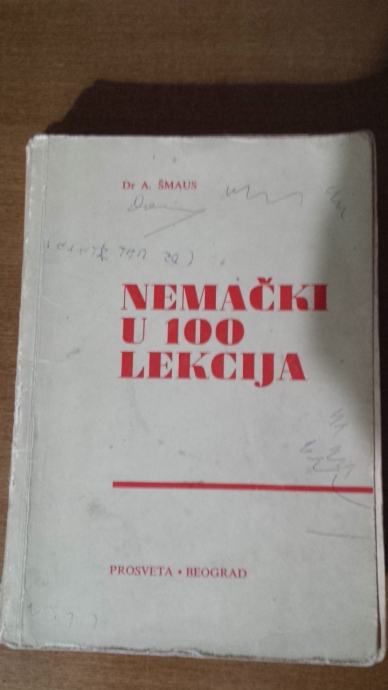 Dr A. ŠMAUS
NEMAČKI
U 100
LEKCIJA
PROSVETA • BEOGRAD